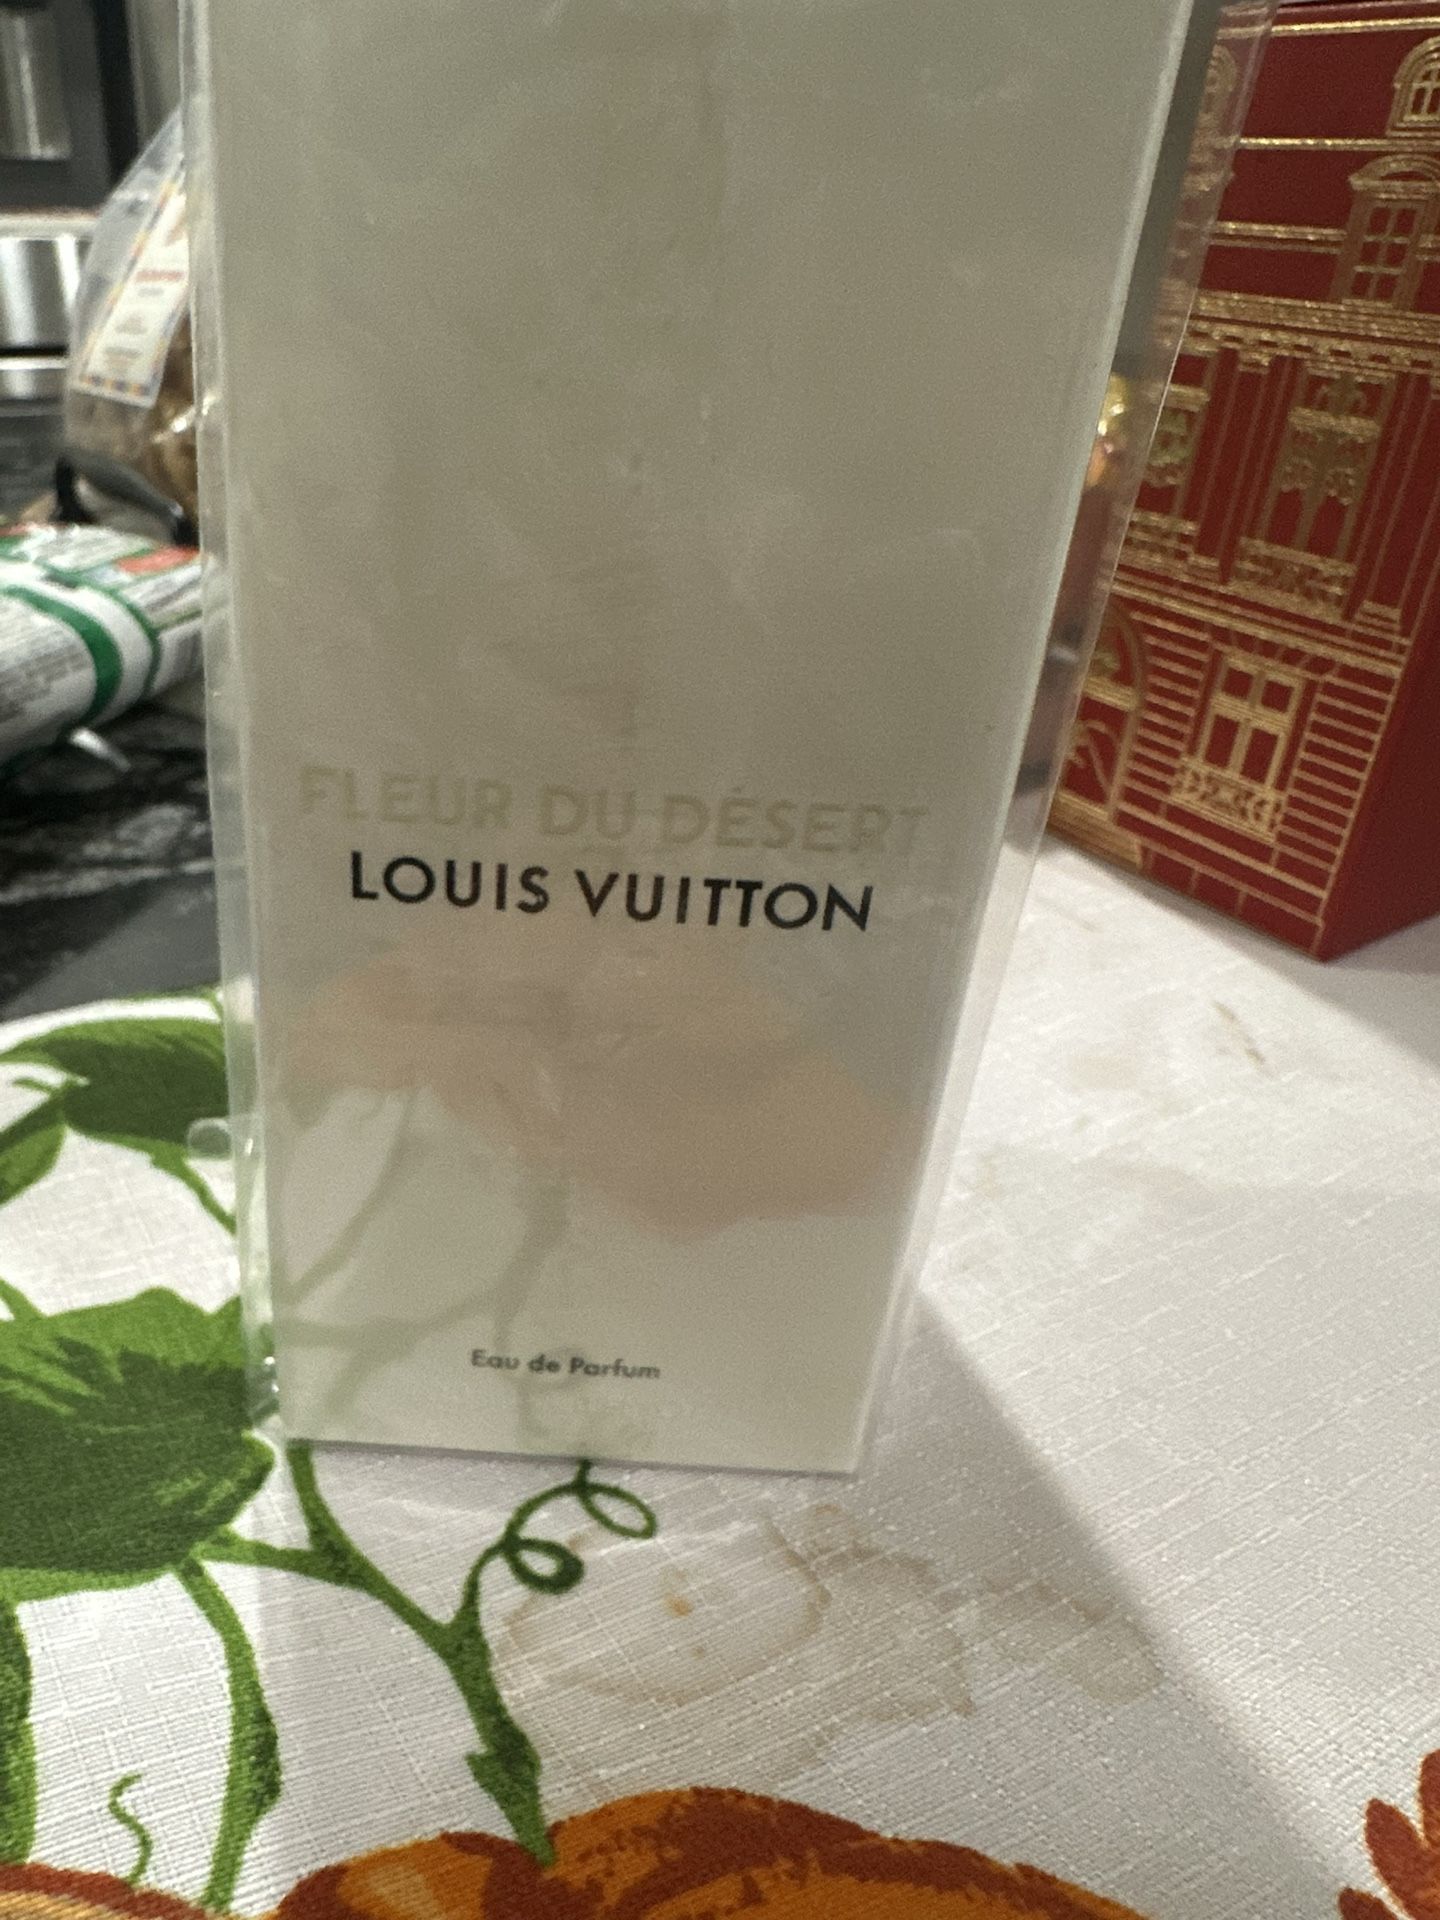 FLEUR DU DÉSERT
LOUIS VUITTON
Eau de Parfum